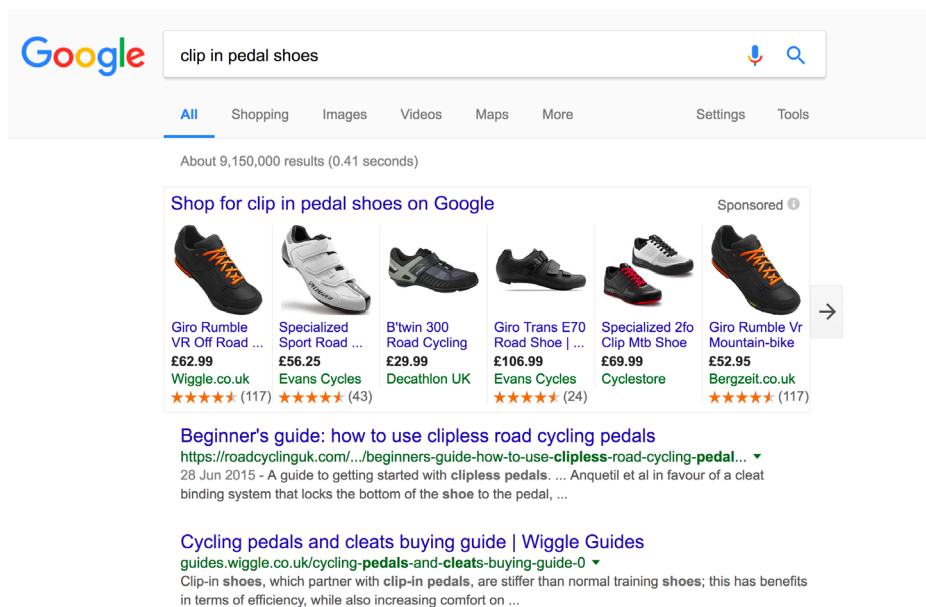 Google
clip in pedal shoes
All Shopping Images Videos Maps More Settings Tools
About 9,150,000 results (0.41 seconds)
Shop for clip in pedal shoes on Google
Sponsored
Giro Rumble
VR Off Road ...
£62.99
Wiggle.co.uk
(117)
Specialized
Sport Road ...
£56.25
Evans Cycles
(43)
B'twin 300
Road Cycling
£29.99
Decathlon UK
Giro Trans E70
Road Shoe | ...
£106.99
Evans Cycles
(24)
Specialized 2fo
Clip Mtb Shoe
£69.99
Cyclestore
Giro Rumble Vr
Mountain-bike
£52.95
Bergzeit.co.uk
(117)
Beginner's guide: how to use clipless road cycling pedals
https://roadcyclinguk.com/.../beginners-guide-how-to-use-clipless-road-cycling-pedal...
28 Jun 2015 - A guide to getting started with clipless pedals. ... Anquetil et al in favour of a cleat
binding system that locks the bottom of the shoe to the pedal, ...
Cycling pedals and cleats buying guide | Wiggle Guides
guides.wiggle.co.uk/cycling-pedals-and-cleats-buying-guide-0
Clip-in shoes, which partner with clip-in pedals, are stiffer than normal training shoes; this has benefits
in terms of efficiency, while also increasing comfort on ...